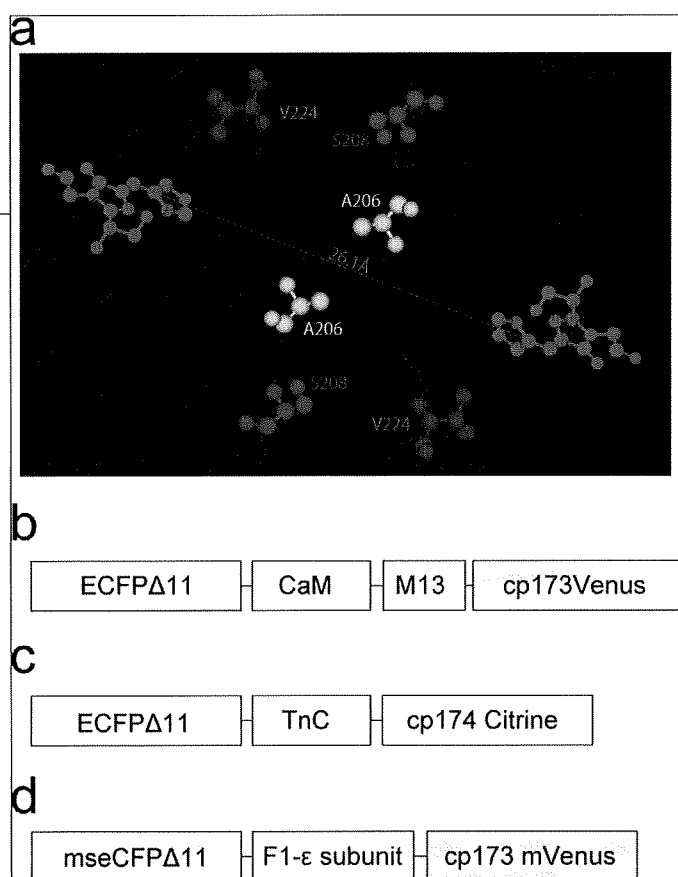 a
V224
S208
A206
26.1Å
A206
S208
V224
b
ECFPΔ11
CaM
M13
cp173Venus
c
ECFPΔ11
TnC
cp174 Citrine
d
mseCFPΔ11
F1-ε subunit
cp173 mVenus